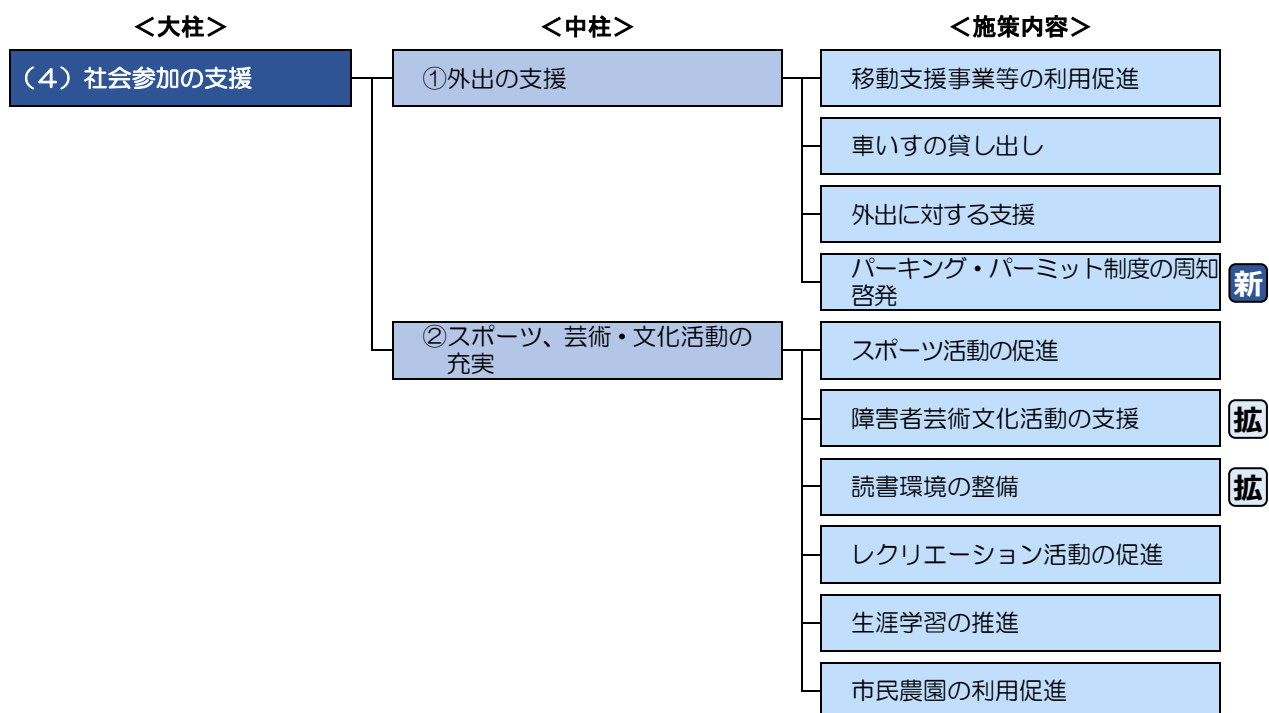 ＜大柱＞
＜中柱＞
＜施策内容＞
（４）社会参加の支援
①外出の支援
移動支援事業等の利用促進
車いすの貸し出し
外出に対する支援
パーキング・パーミット制度の周知
啓発
新
②スポーツ、芸術・文化活動の
充実
スポーツ活動の促進
障害者芸術文化活動の支援
拡
読書環境の整備
拡
レクリエーション活動の促進
生涯学習の推進
市民農園の利用促進